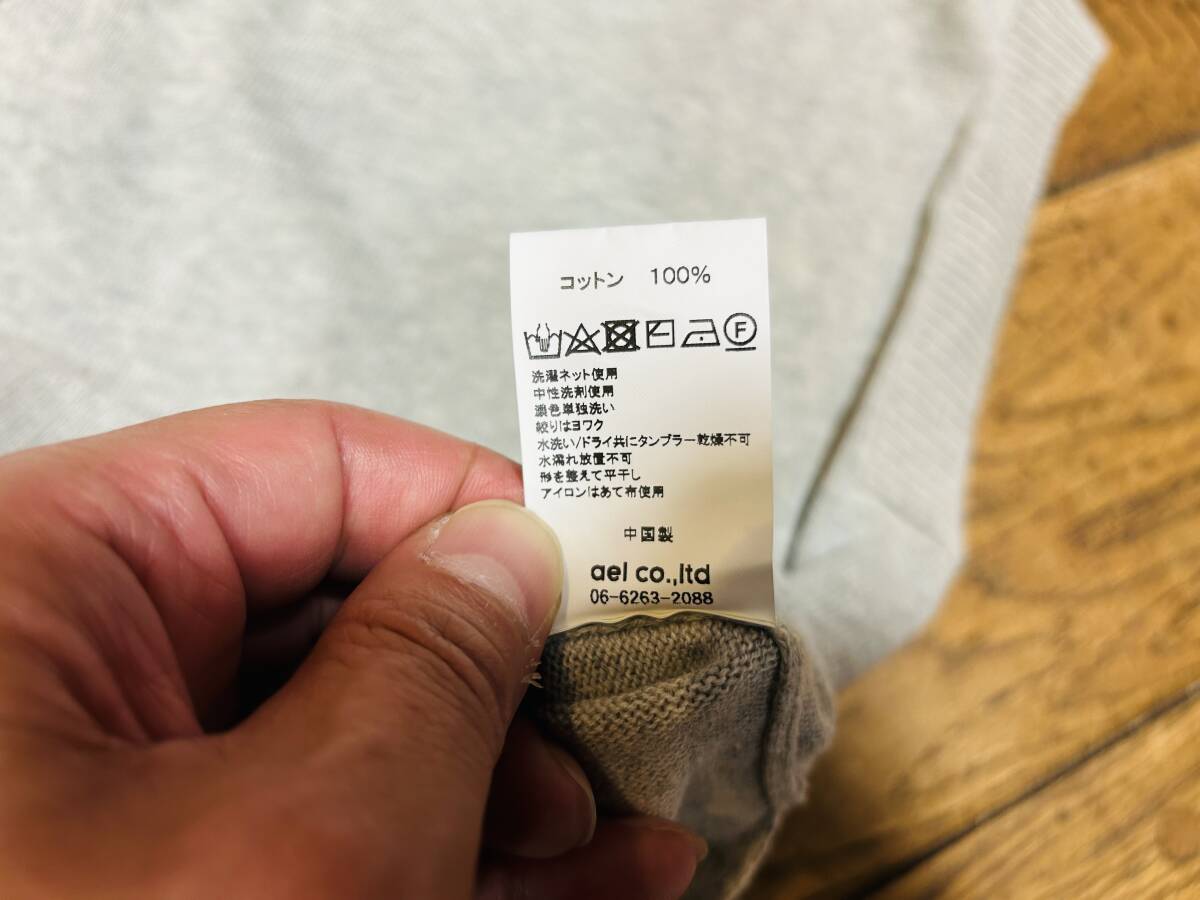 コットン 100%
F
洗濯ネット使用
中性洗剤使用
濃色単独洗い
絞りはヨワク
水洗い/ドライ共にタンブラー乾燥不可
水濡れ放置不可
形を整えて平干し
アイロンはあて布使用
中国製
ael co.,ltd
06-6263-2088